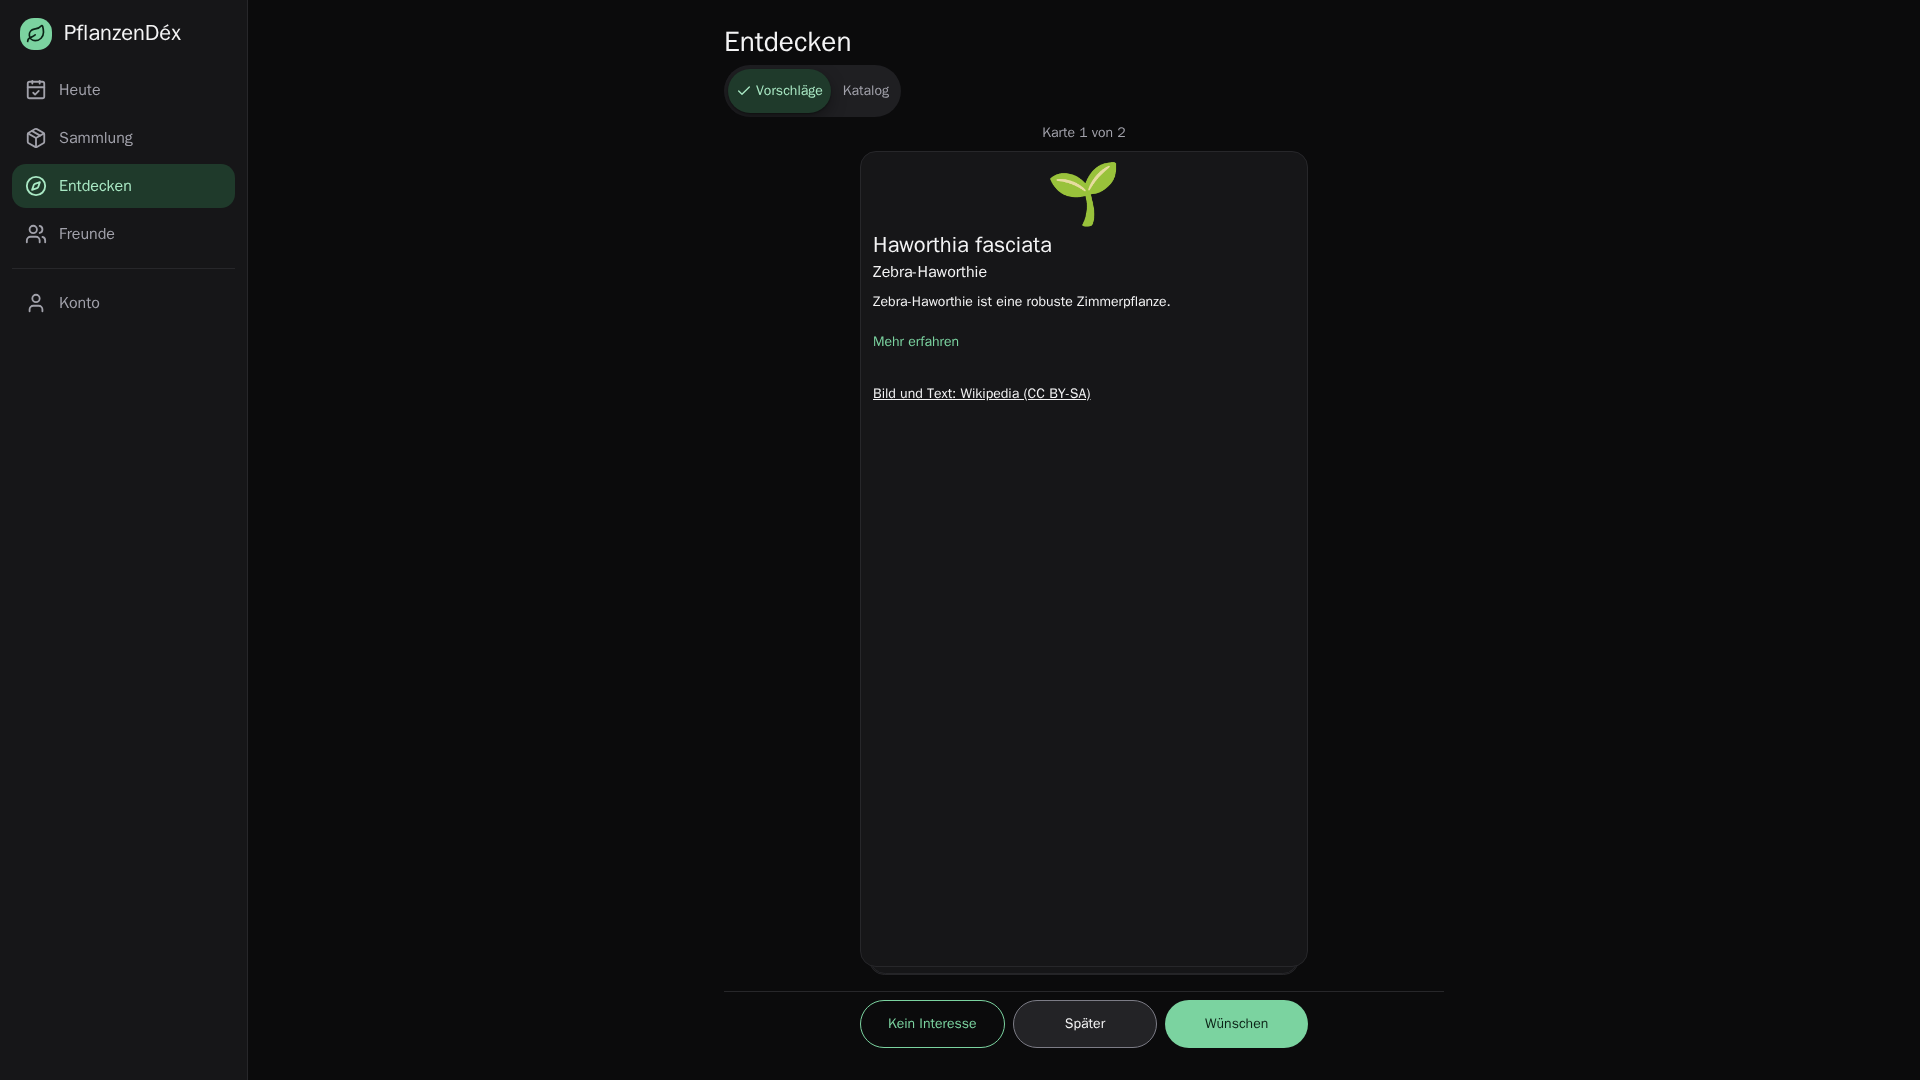 PflanzenDéx
Heute
Sammlung
Entdecken
Freunde
Konto
Entdecken
Vorschläge
Katalog
Karte 1 von 2
Haworthia fasciata
Zebra-Haworthie
Zebra-Haworthie ist eine robuste Zimmerpflanze.
Mehr erfahren
Bild und Text: Wikipedia (CC BY-SA)
Kein Interesse
Später
Wünschen